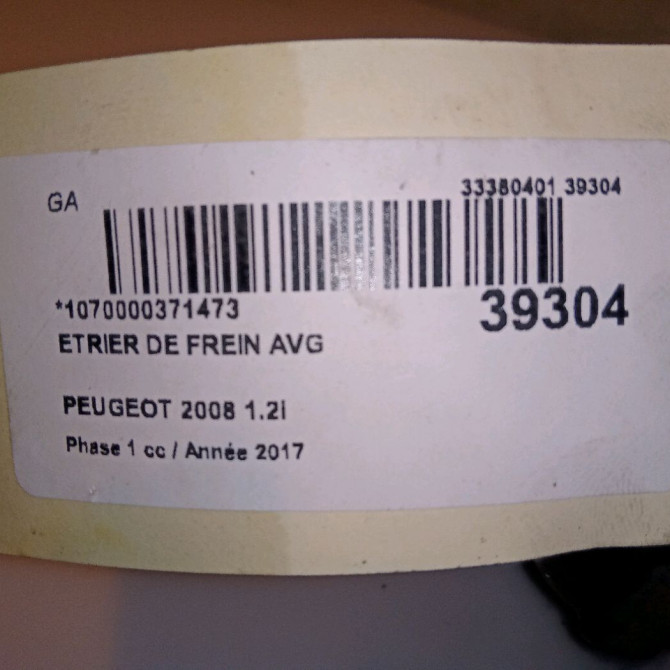 GA
33380401 39304
*1070000371473
39304
ETRIER DE FREIN AVG
PEUGEOT 2008 1.2i
Phase 1 cc / Année 2017